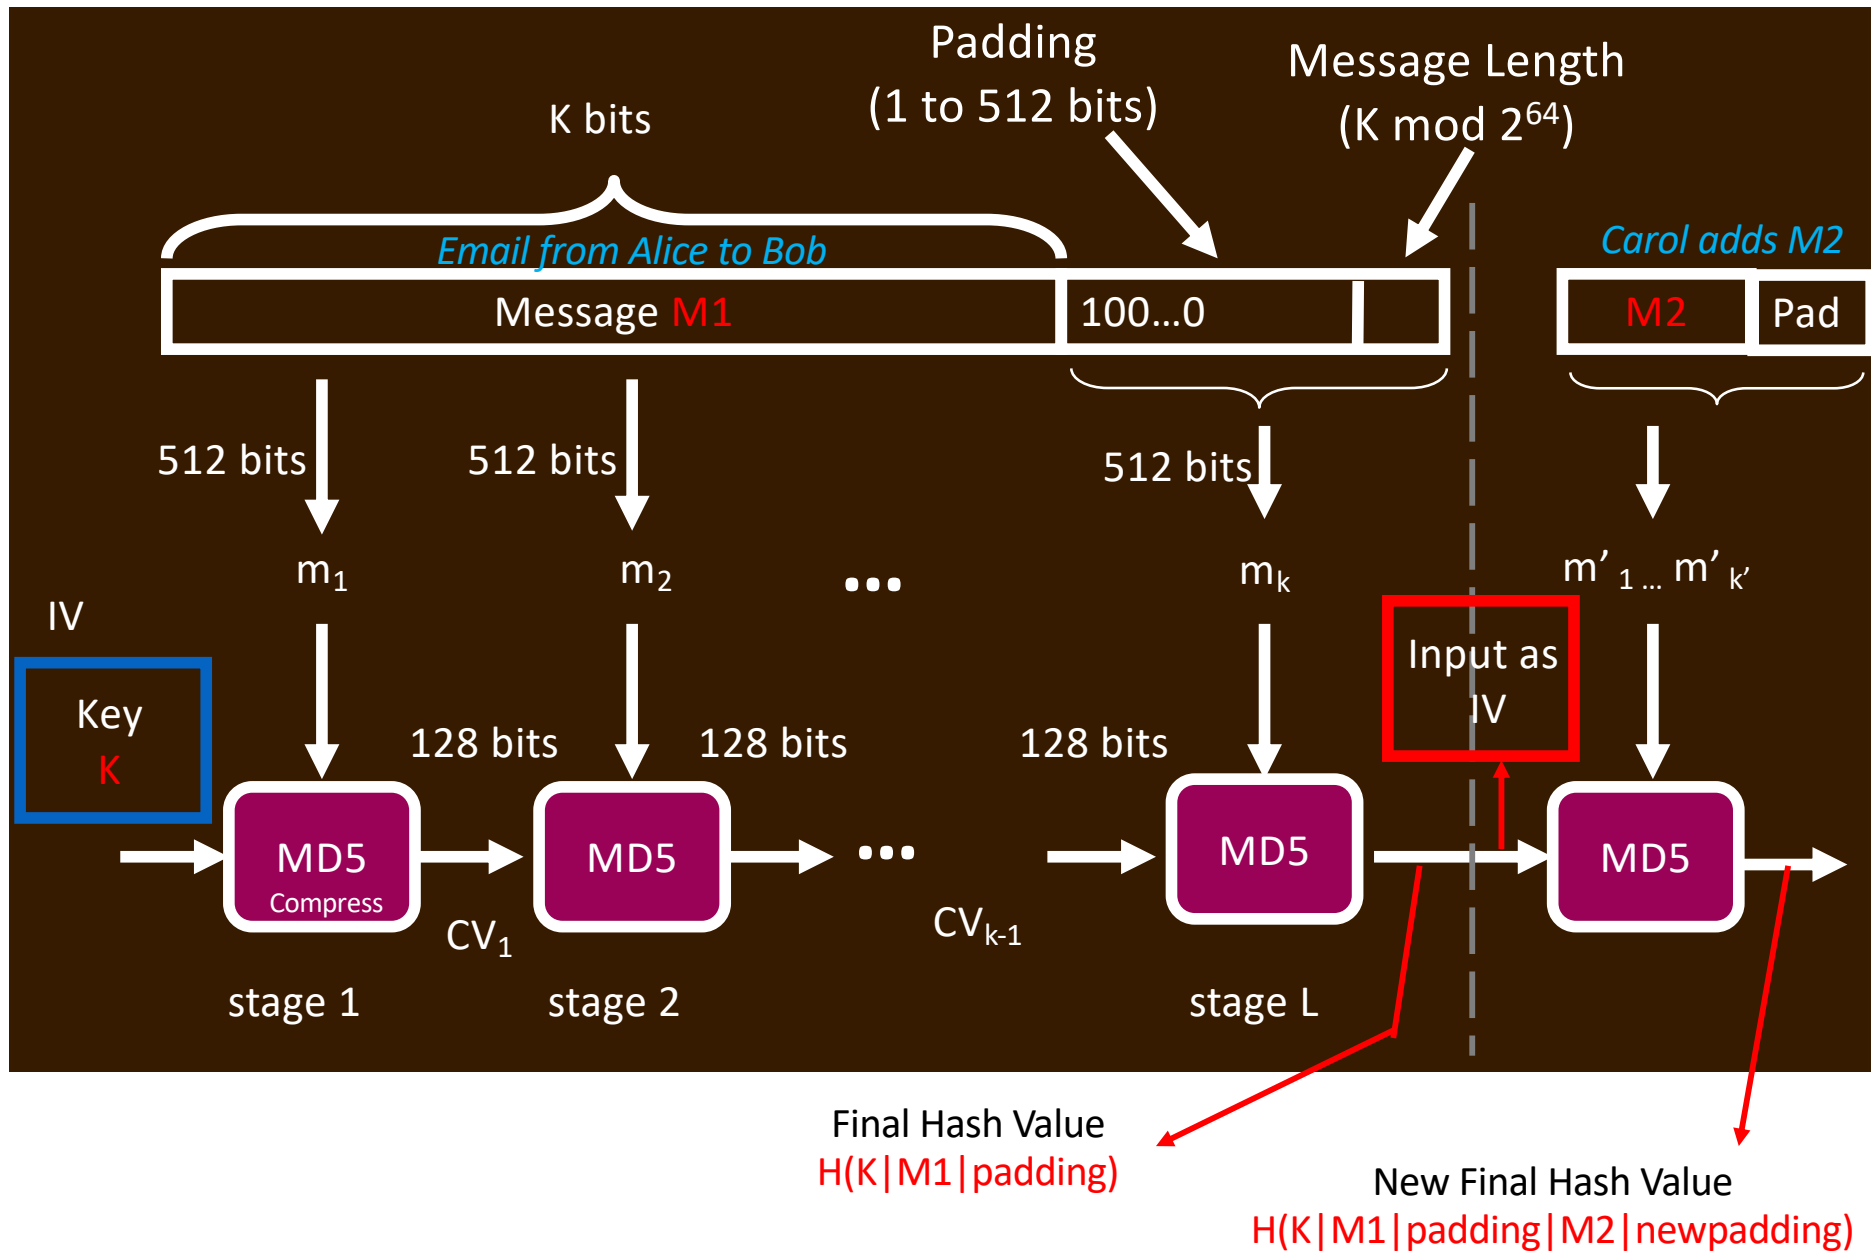 Padding
(1 to 512 bits)
Message Length
(K mod 2⁶⁴)
K bits
Email from Alice to Bob
Carol adds M2
Message M1
100…0
M2
Pad
512 bits
512 bits
512 bits
m₁
m₂
...
mₖ
m’ ₁ … m’ ₖ’
IV
Key
K
Input as
IV
128 bits
128 bits
128 bits
MD5
Compress
MD5
...
MD5
MD5
CV₁
CVₖ₋₁
stage 1
stage 2
stage L
Final Hash Value
H(K|M1|padding)
New Final Hash Value
H(K|M1|padding|M2|newpadding)